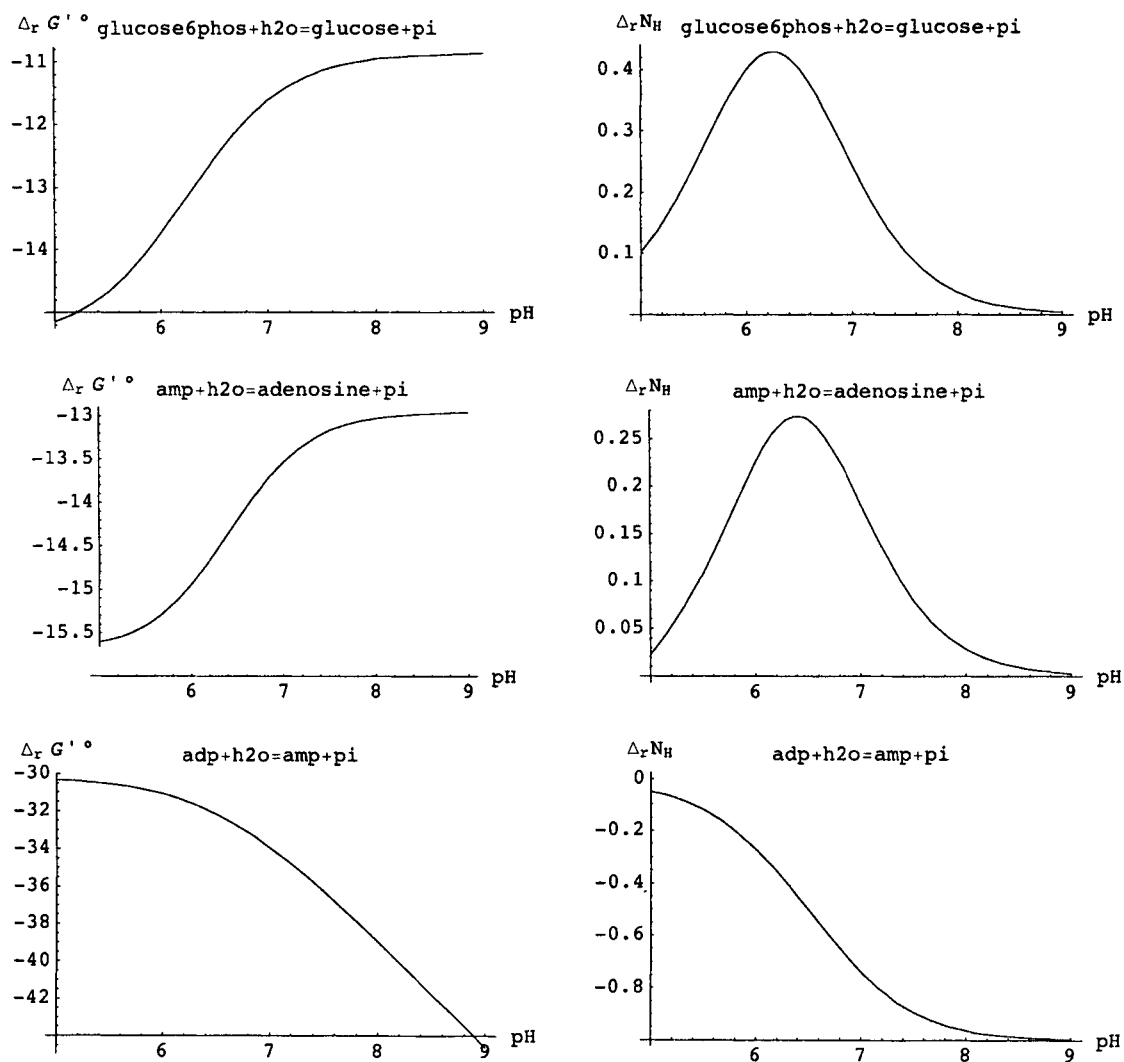 Δr G'° glucose6phos+h2o=glucose+pi
-11
-12
-13
-14
6 7 8 9 pH
ΔrNH glucose6phos+h2o=glucose+pi
0.4
0.3
0.2
0.1
6 7 8 9 pH
Δr G'° amp+h2o=adenosine+pi
-13
-13.5
-14
-14.5
-15
-15.5
6 7 8 9 pH
ΔrNH amp+h2o=adenosine+pi
0.25
0.2
0.15
0.1
0.05
6 7 8 9 pH
Δr G'° adp+h2o=amp+pi
-30
-32
-34
-36
-38
-40
-42
6 7 8 9 pH
ΔrNH adp+h2o=amp+pi
0
-0.2
-0.4
-0.6
-0.8
6 7 8 9 pH